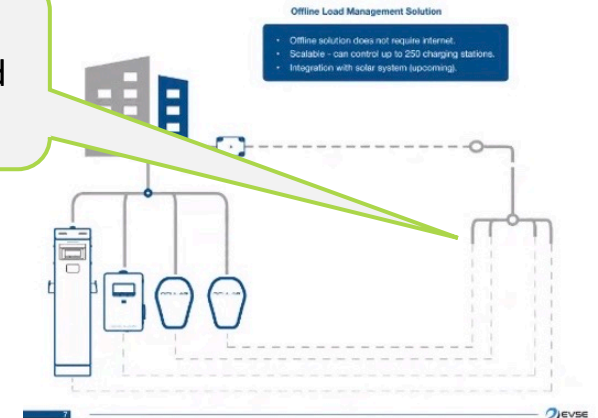 d
Offline Load Management Solution
• Offline solution does not require internet.
• Scalable - can control up to 250 charging stations.
• Integration with solar system (upcoming).
7
EVSE